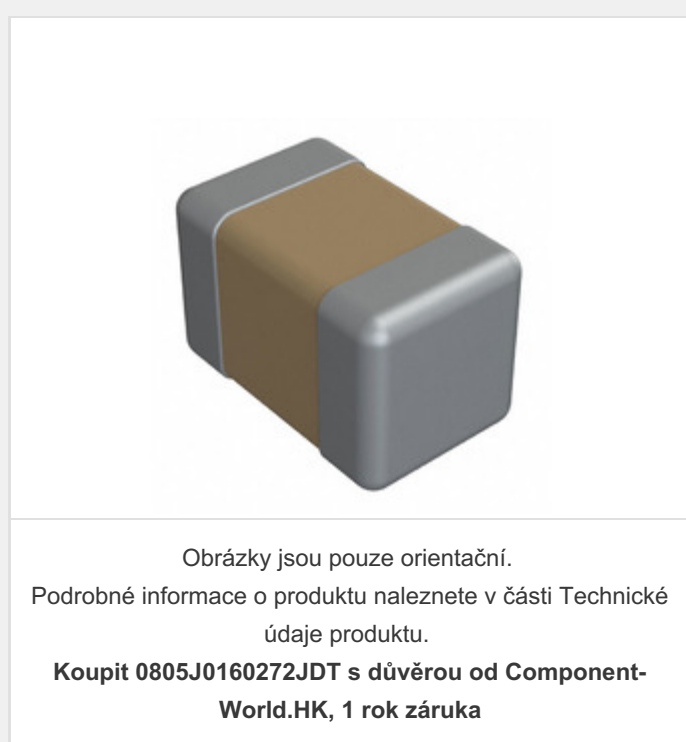 Obrázky jsou pouze orientační.
Podrobné informace o produktu naleznete v části Technické
údaje produktu.
Koupit 0805J0160272JDT s důvěrou od Component-
World.HK, 1 rok záruka